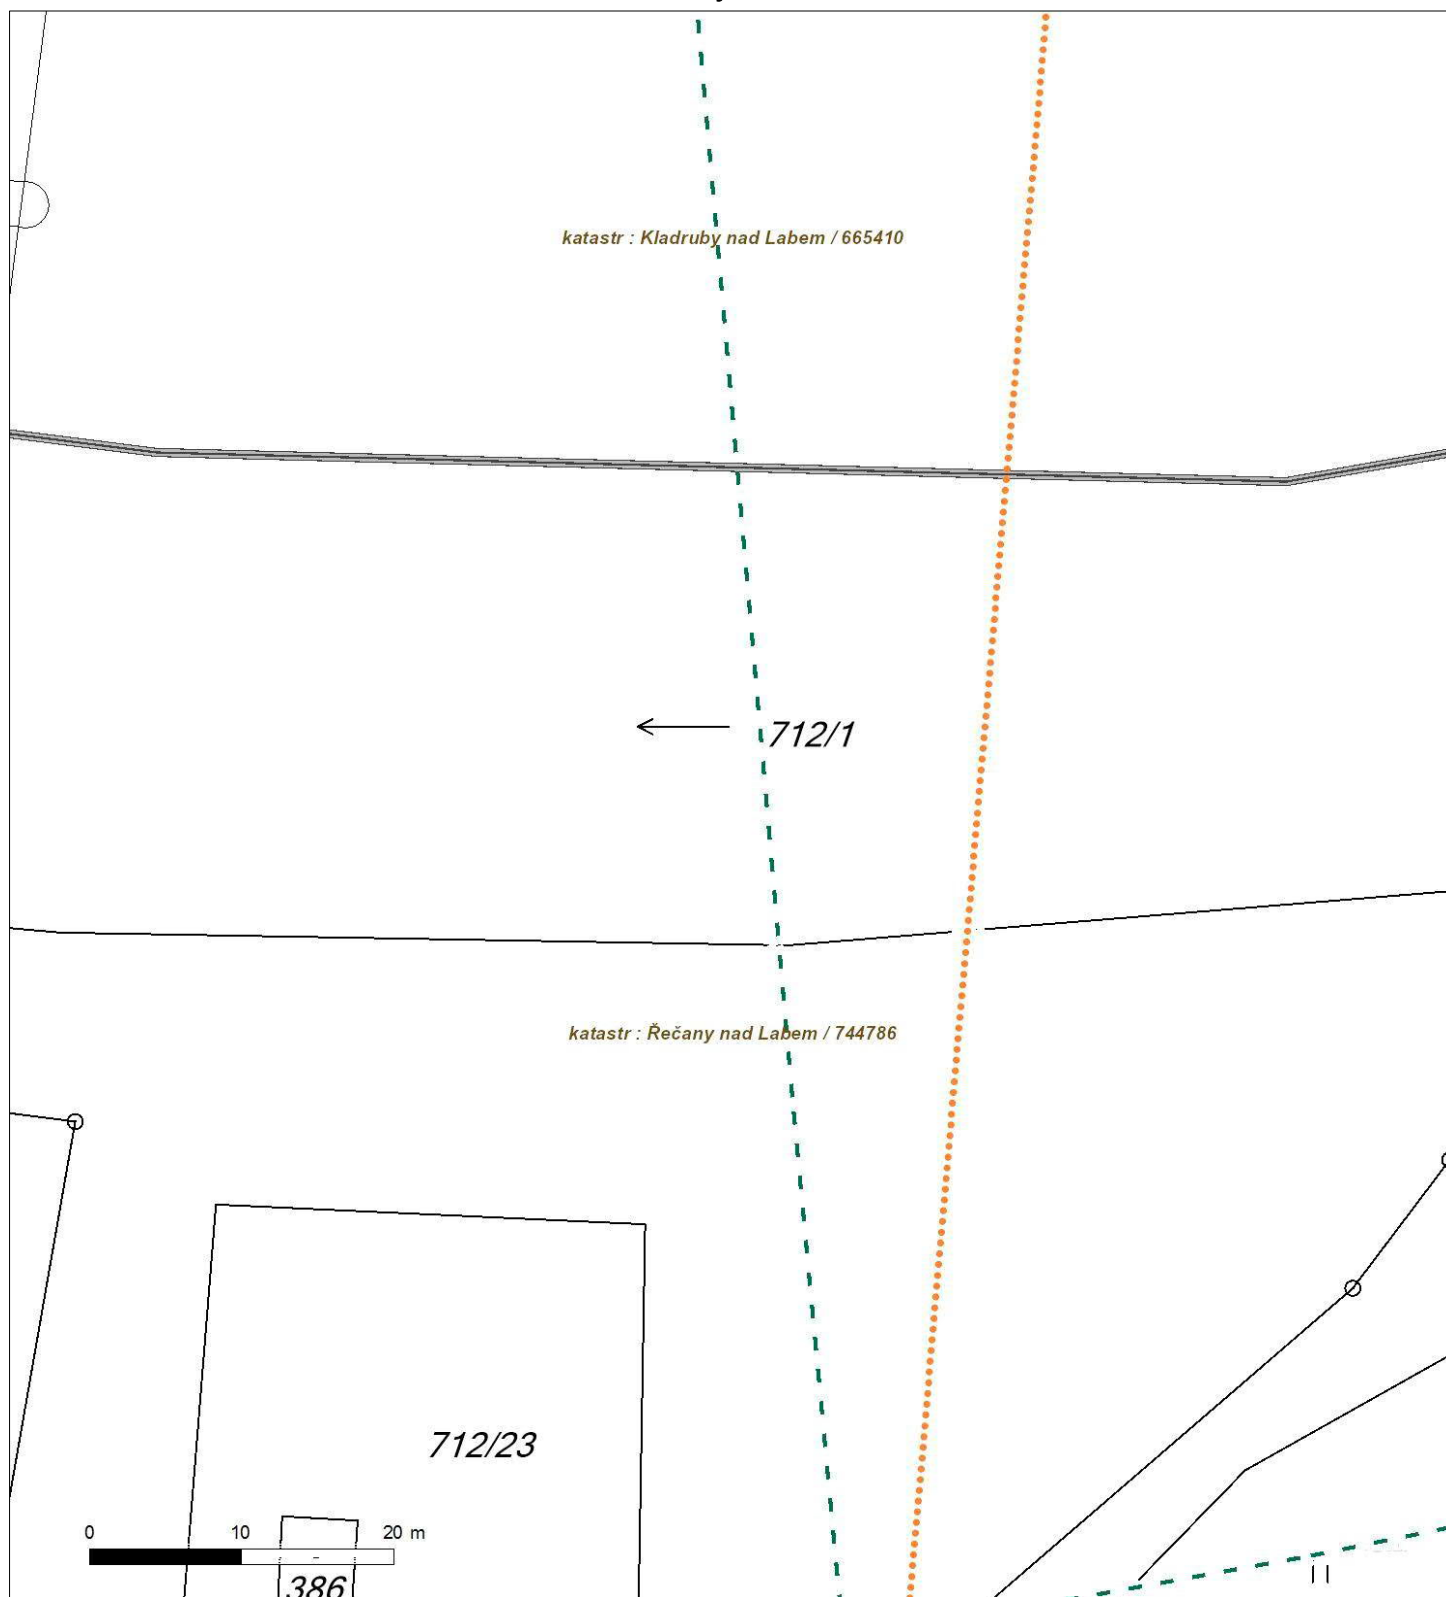 katastr : Kladruby nad Labem / 665410
712/1
katastr : Řečany nad Labem / 744786
712/23
0 10 20 m
386